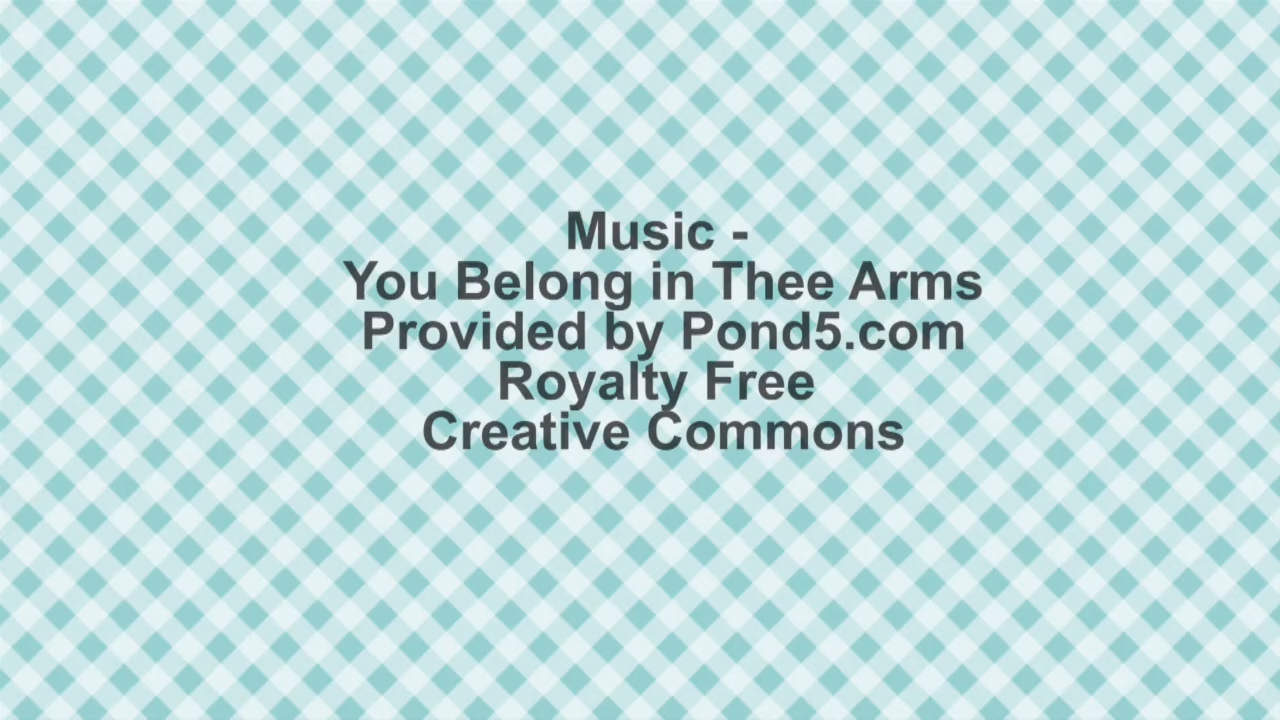 Music -
You Belong in Thee Arms
Provided by Pond5.com
Royalty Free
Creative Commons